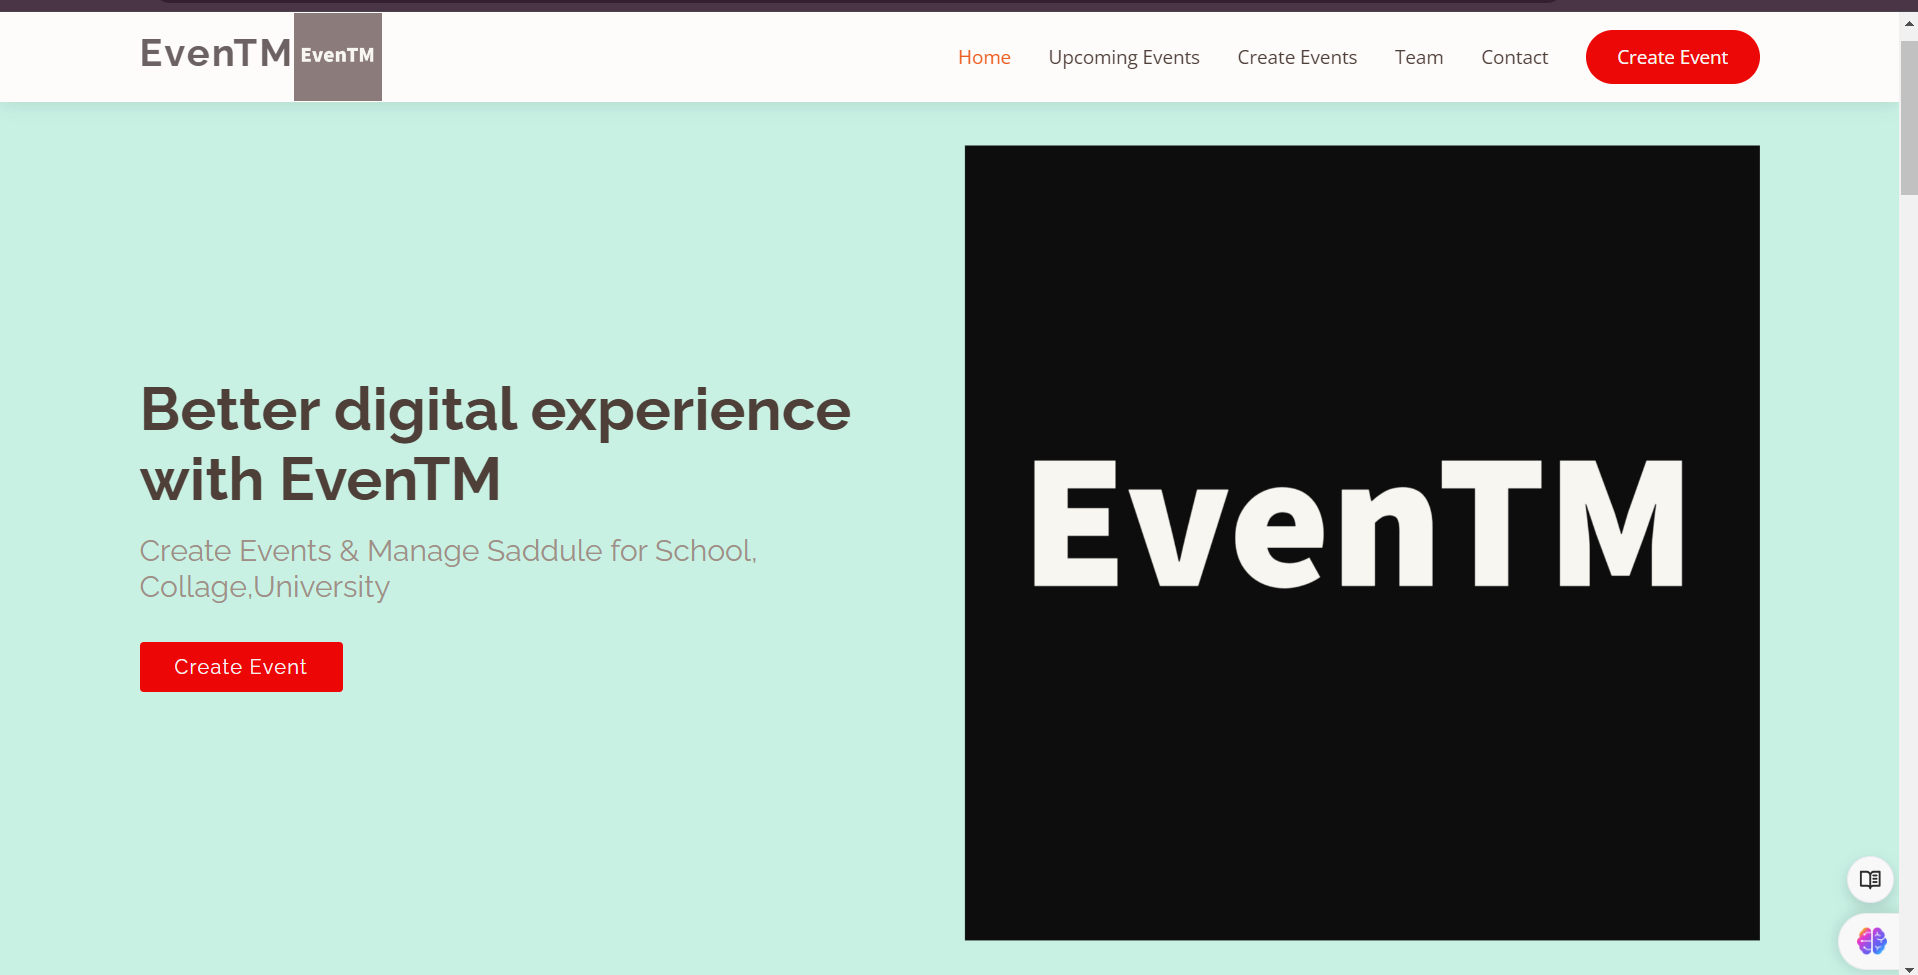 EvenTM
EvenTM
Home Upcoming Events Create Events Team Contact Create Event
Better digital experience
with EvenTM
Create Events & Manage Saddule for School,
Collage,University
Create Event
EvenTM